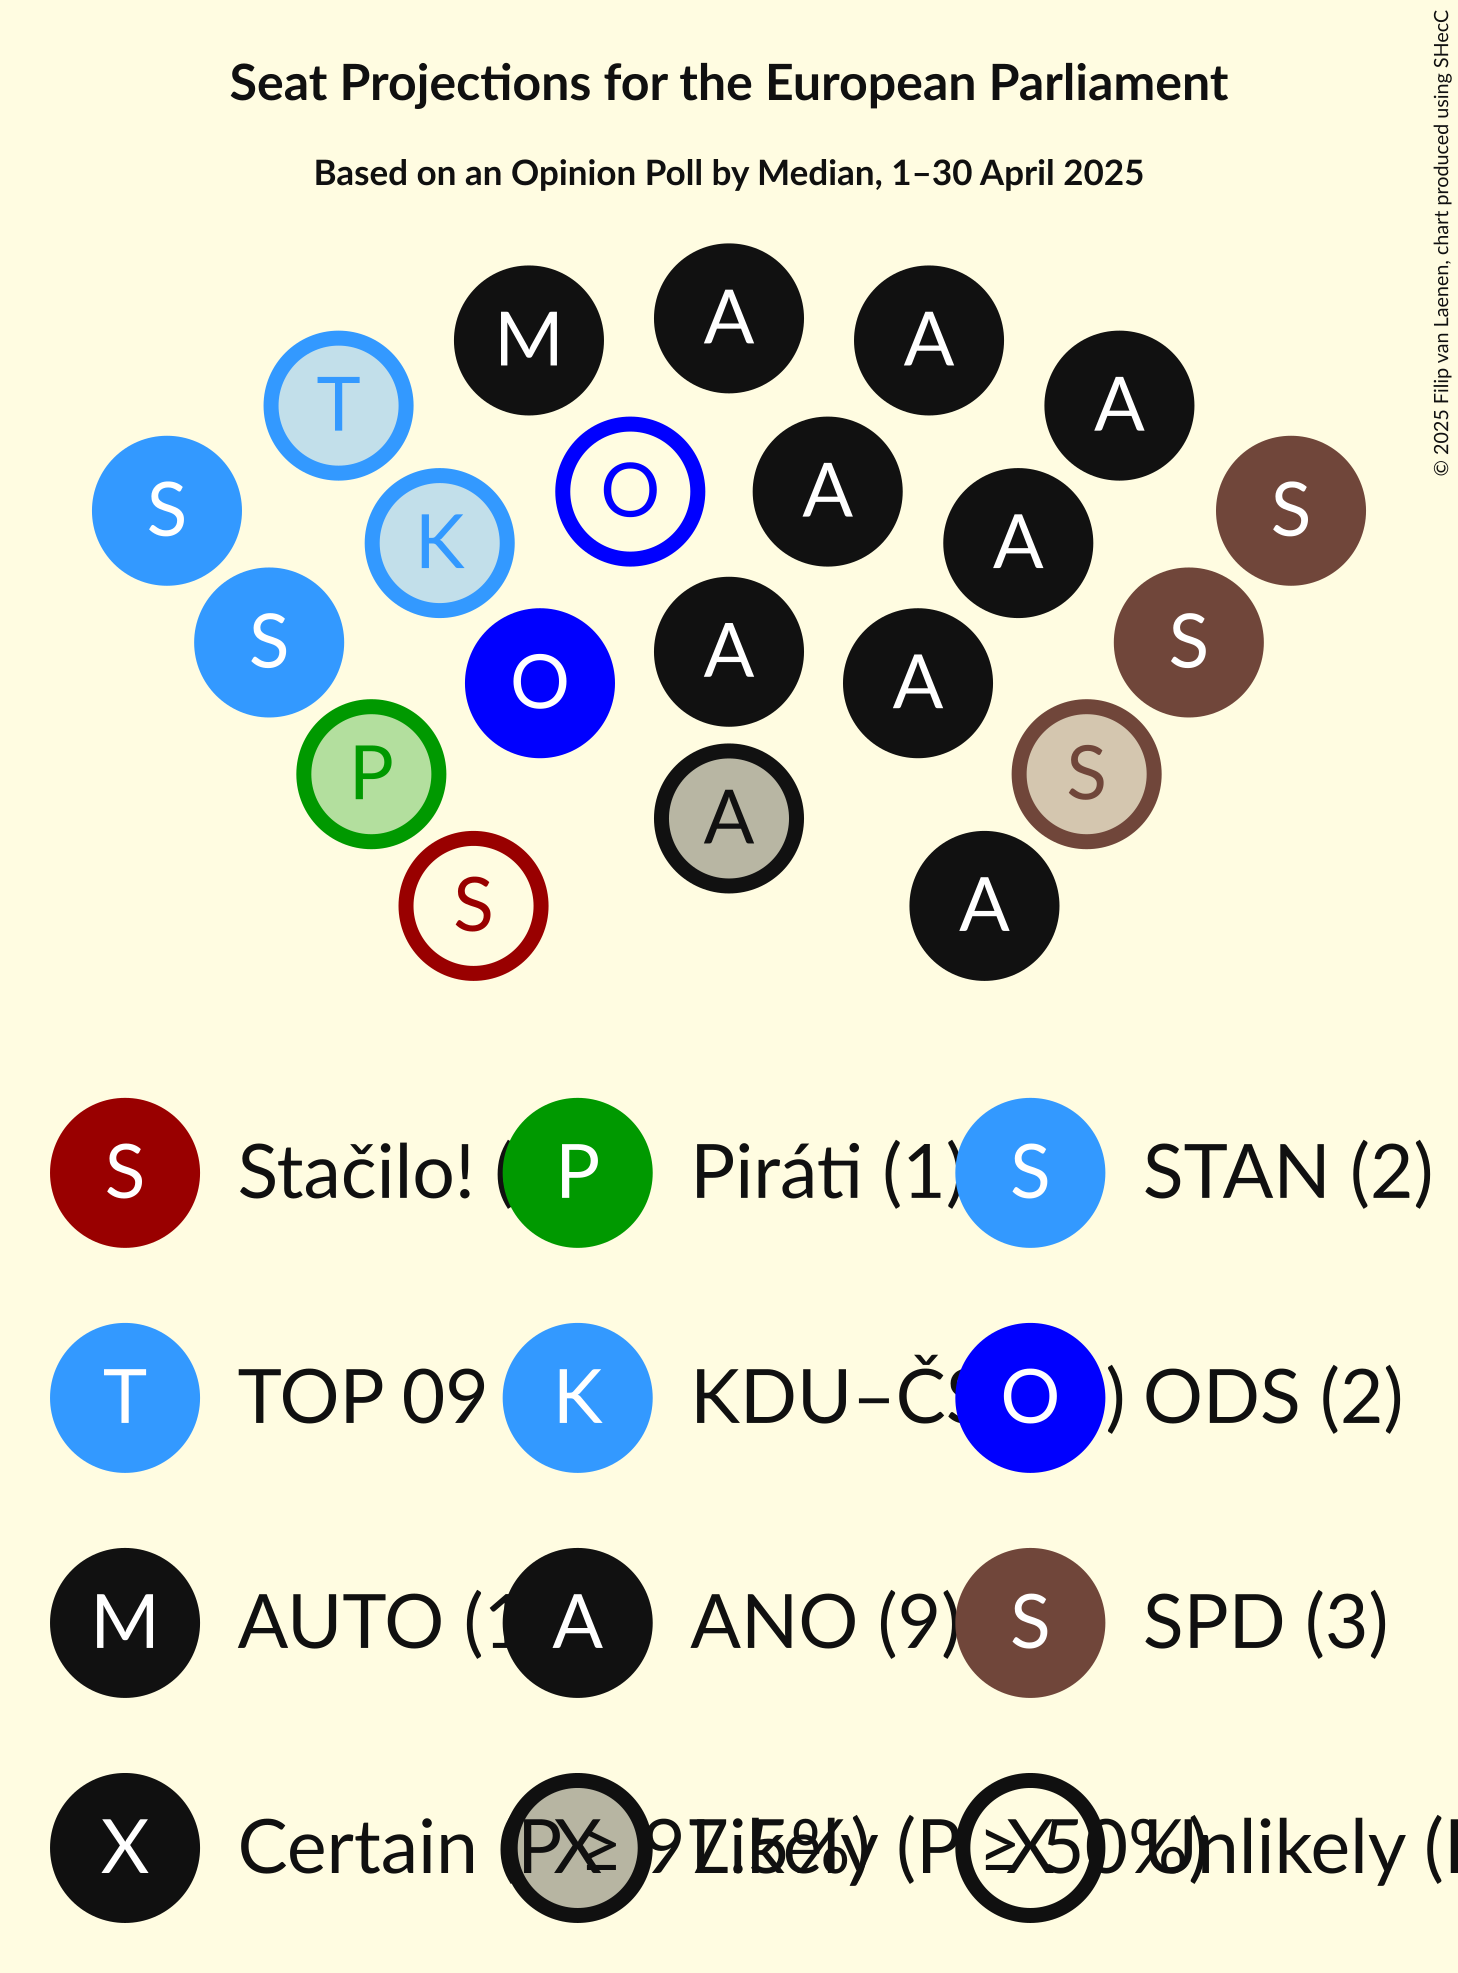 Seat Projections for the European Parliament
Based on an Opinion Poll by Median, 1–30 April 2025
© 2025 Filip van Laenen, chart produced using SHecC
A
M A
T A
O A
S S
K A
S S
A
O A
P S
A
S A
S Stačilo! ( P Piráti (1) S STAN (2)
T TOP 09 K KDU–ČS ) O ODS (2)
M AUTO (1 A ANO (9) S SPD (3)
X Certain (P ≥ 97.5%) X Likely (P ≥ 50%) X Unlikely (